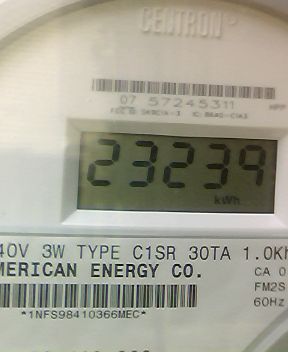 CENTRON®
07 57245311
23239
kWh
40V 3W TYPE C1SR 30TA 1.0Kh
MERICAN ENERGY CO.
CA 0
FM2S
60Hz
*1NFS98410366MEC*